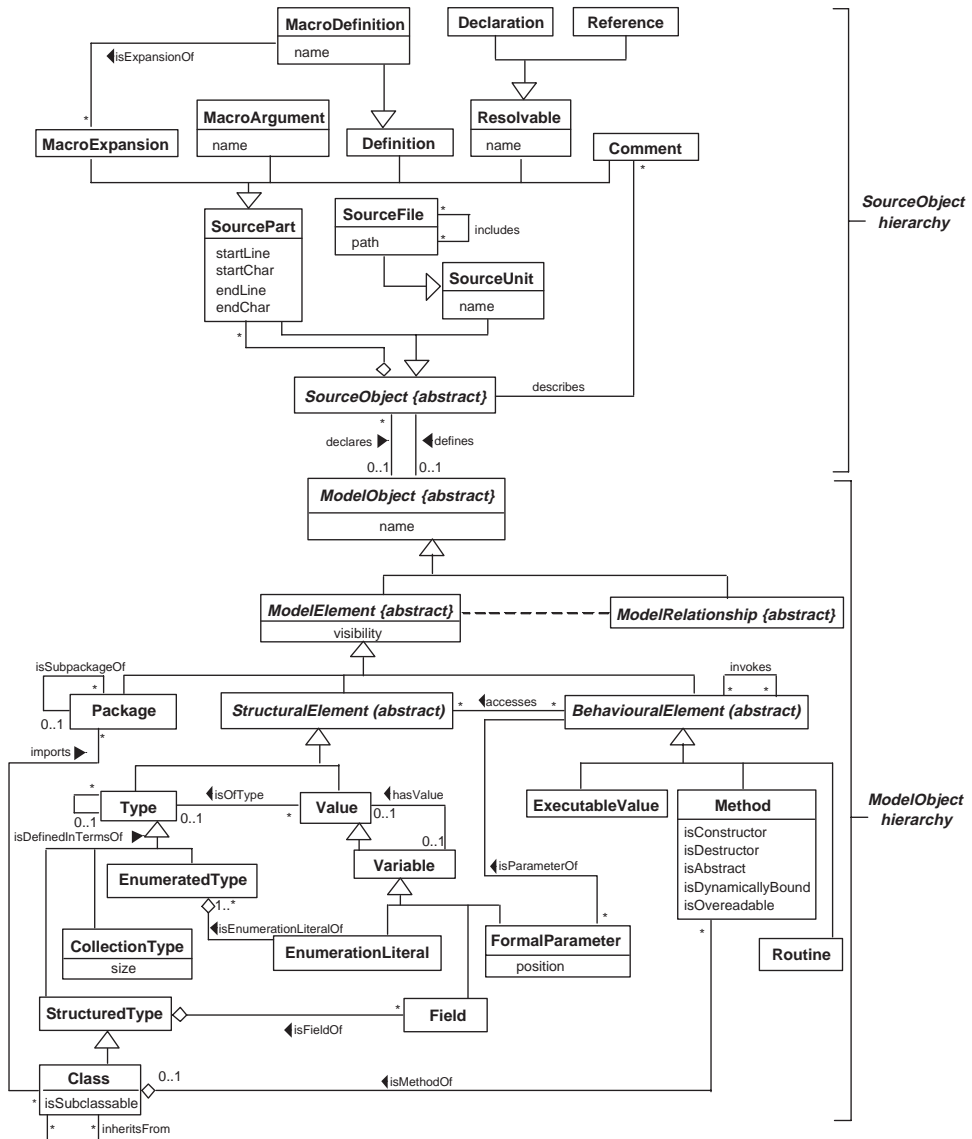 MacroDefinition
name
Declaration
Reference
isExpansionOf
*
MacroExpansion
MacroArgument
name
Definition
Resolvable
name
Comment
*
SourceObject
hierarchy
SourcePart
startLine
startChar
endLine
endChar
SourceFile
path
*
*
includes
SourceUnit
name
*
SourceObject {abstract}
describes
*
declares
defines
0..1
0..1
ModelObject {abstract}
name
ModelElement {abstract}
visibility
ModelRelationship {abstract}
isSubpackageOf
*
0..1
Package
*
StructuralElement (abstract)
*
accesses
*
BehaviouralElement (abstract)
invokes
*
*
imports
*
0..1
Type
0..1
isOfType
*
Value
0..1
hasValue
0..1
ExecutableValue
Method
isConstructor
isDestructor
isAbstract
isDynamicallyBound
isOvereadable
*
ModelObject
hierarchy
isDefinedInTermsOf
EnumeratedType
1..*
Variable
isParameterOf
*
isEnumerationLiteralOf
CollectionType
size
EnumerationLiteral
FormalParameter
position
Routine
StructuredType
isFieldOf
*
Field
Class
isSubclassable
0..1
isMethodOf
*
*
*
inheritsFrom